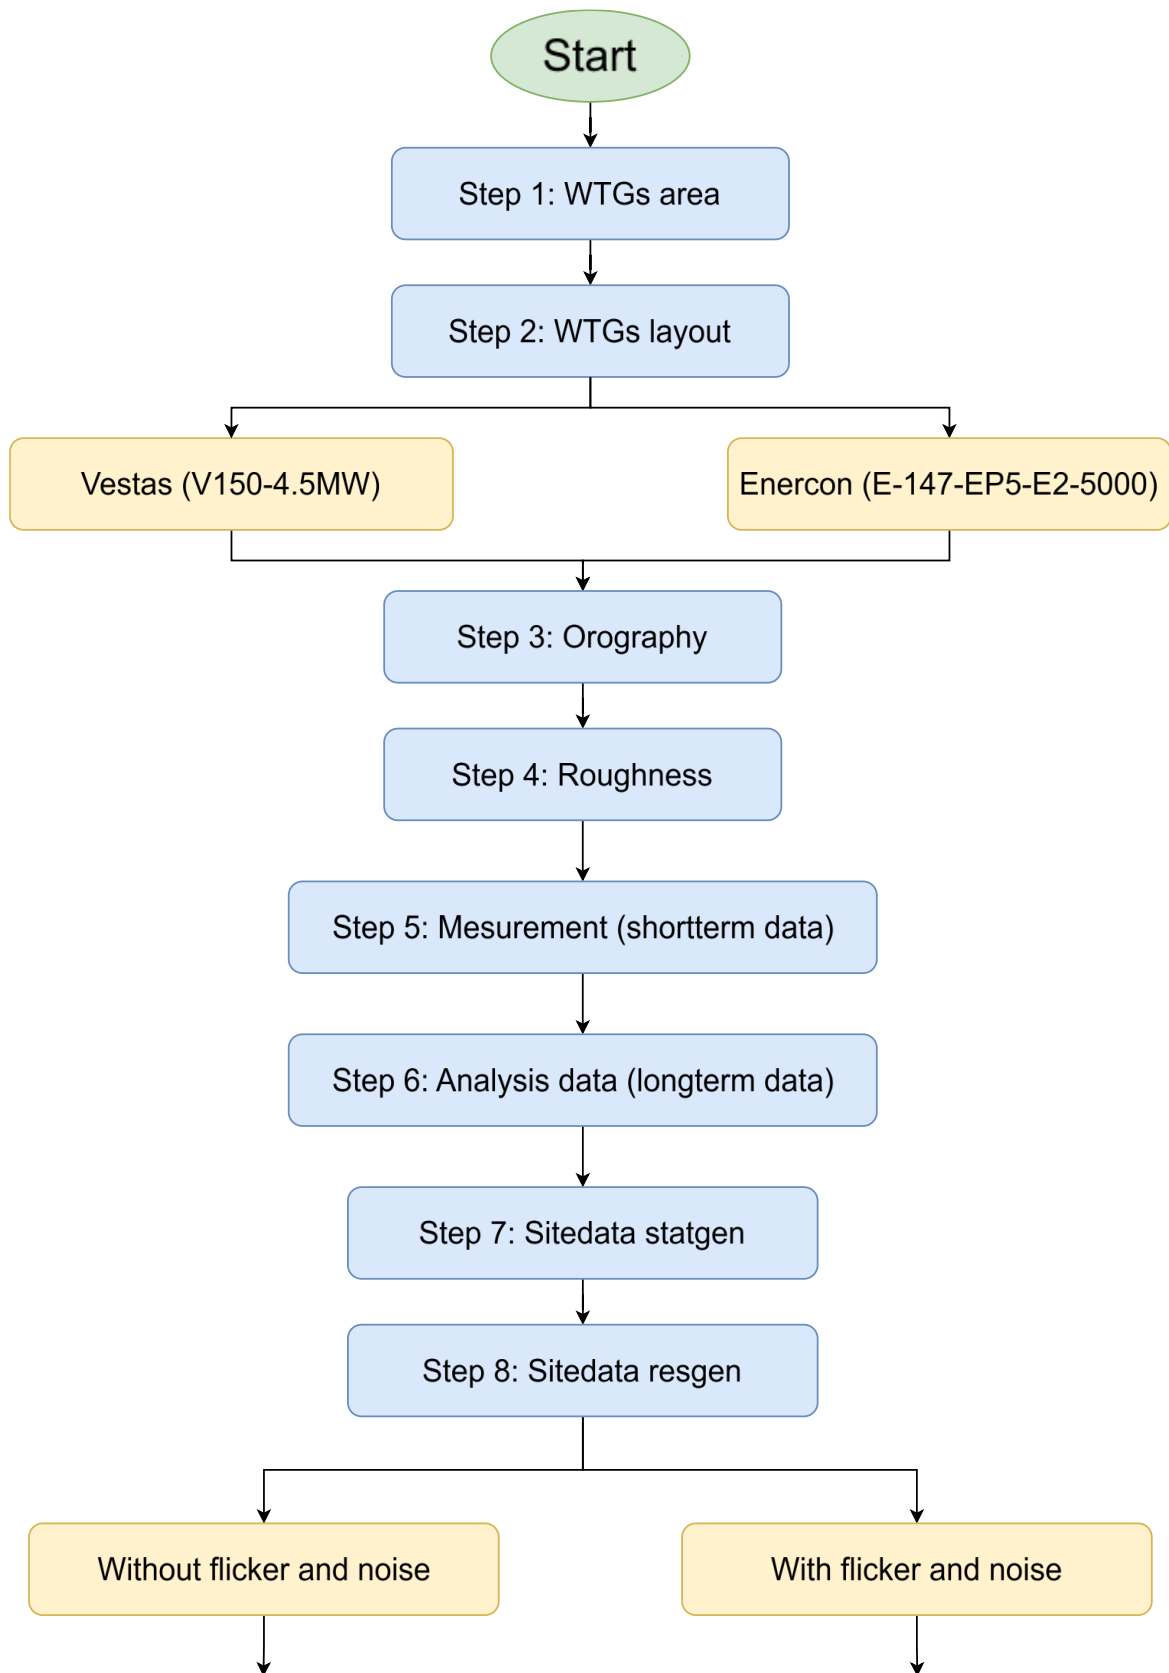 Start
Step 1: WTGs area
Step 2: WTGs layout
Vestas (V150-4.5MW)
Enercon (E-147-EP5-E2-5000)
Step 3: Orography
Step 4: Roughness
Step 5: Mesurement (shortterm data)
Step 6: Analysis data (longterm data)
Step 7: Sitedata statgen
Step 8: Sitedata resgen
Without flicker and noise
With flicker and noise